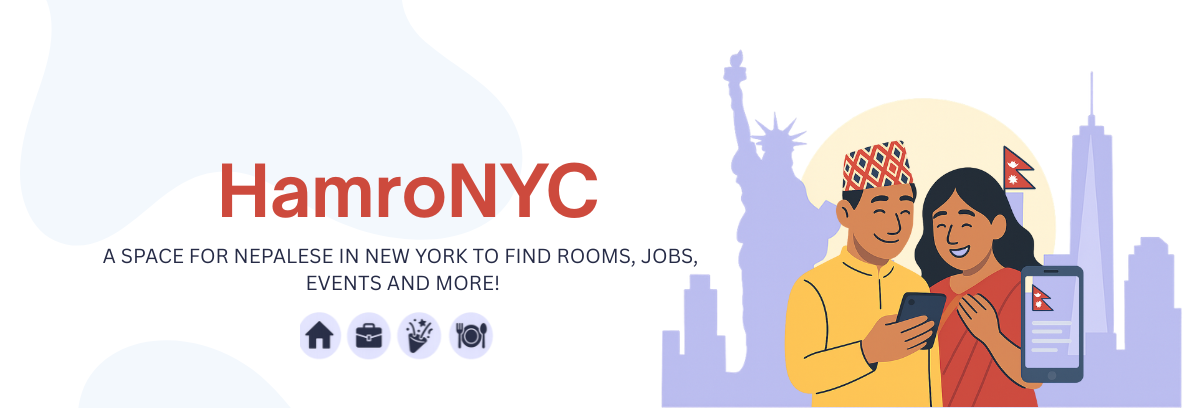 HamroNYC
A SPACE FOR NEPALESE IN NEW YORK TO FIND ROOMS, JOBS,
EVENTS AND MORE!